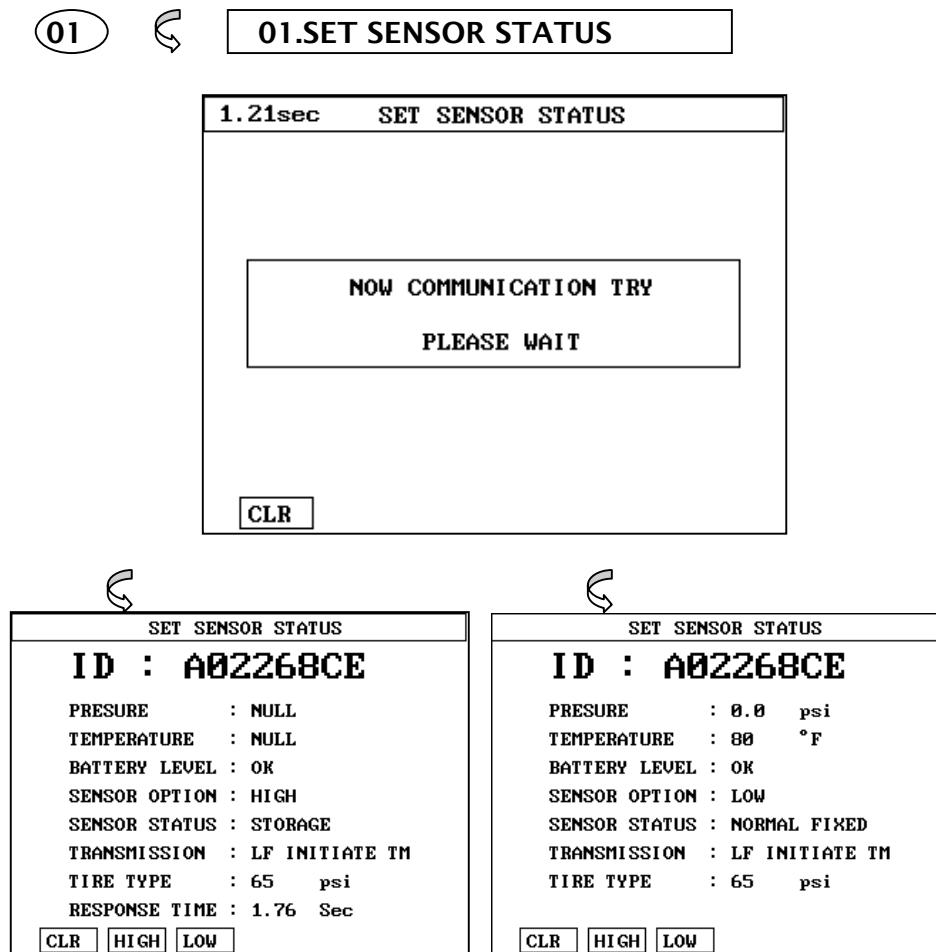 01 01.SET SENSOR STATUS
1.21sec SET SENSOR STATUS
NOW COMMUNICATION TRY
PLEASE WAIT
CLR
SET SENSOR STATUS
ID : A02268CE
PRESURE : NULL
TEMPERATURE : NULL
BATTERY LEVEL : OK
SENSOR OPTION : HIGH
SENSOR STATUS : STORAGE
TRANSMISSION : LF INITIATE TM
TIRE TYPE : 65 psi
RESPONSE TIME : 1.76 Sec
CLR HIGH LOW
SET SENSOR STATUS
ID : A02268CE
PRESURE : 0.0 psi
TEMPERATURE : 80 °F
BATTERY LEVEL : OK
SENSOR OPTION : LOW
SENSOR STATUS : NORMAL FIXED
TRANSMISSION : LF INITIATE TM
TIRE TYPE : 65 psi
CLR HIGH LOW